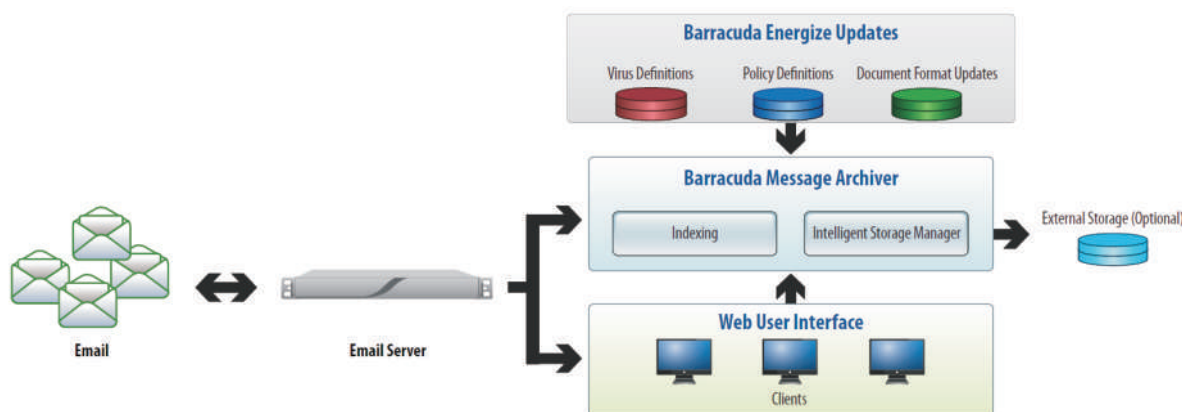 Barracuda Energize Updates
Virus Definitions
Policy Definitions
Document Format Updates
Barracuda Message Archiver
Indexing
Intelligent Storage Manager
External Storage (Optional)
Email
Email Server
Web User Interface
Clients